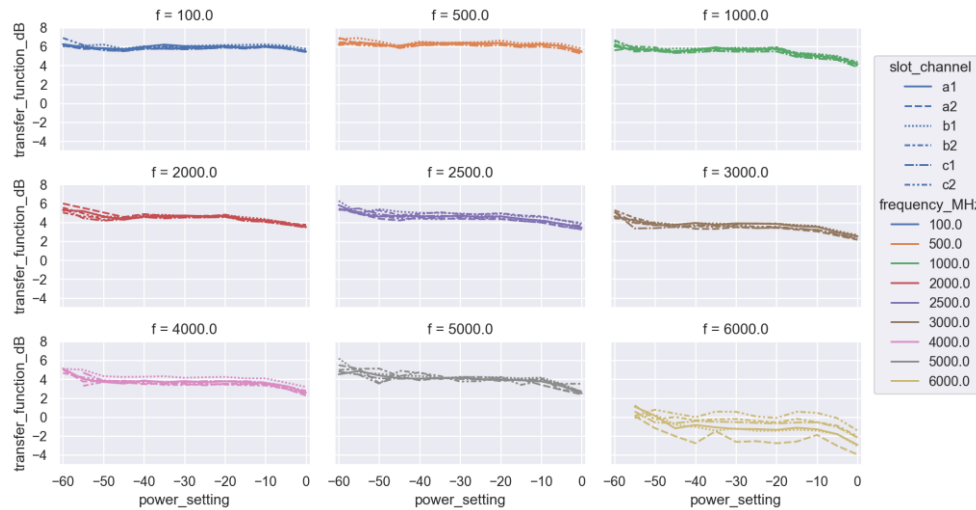 f = 100.0
f = 500.0
f = 1000.0
transfer_function_dB
8
6
4
2
0
−2
−4
slot_channel
a1
a2
b1
b2
c1
c2
frequency_MHz
100.0
500.0
1000.0
2000.0
2500.0
3000.0
4000.0
5000.0
6000.0
f = 2000.0
f = 2500.0
f = 3000.0
transfer_function_dB
8
6
4
2
0
−2
−4
f = 4000.0
f = 5000.0
f = 6000.0
transfer_function_dB
8
6
4
2
0
−2
−4
−60 −50 −40 −30 −20 −10 0
−60 −50 −40 −30 −20 −10 0
−60 −50 −40 −30 −20 −10 0
power_setting
power_setting
power_setting